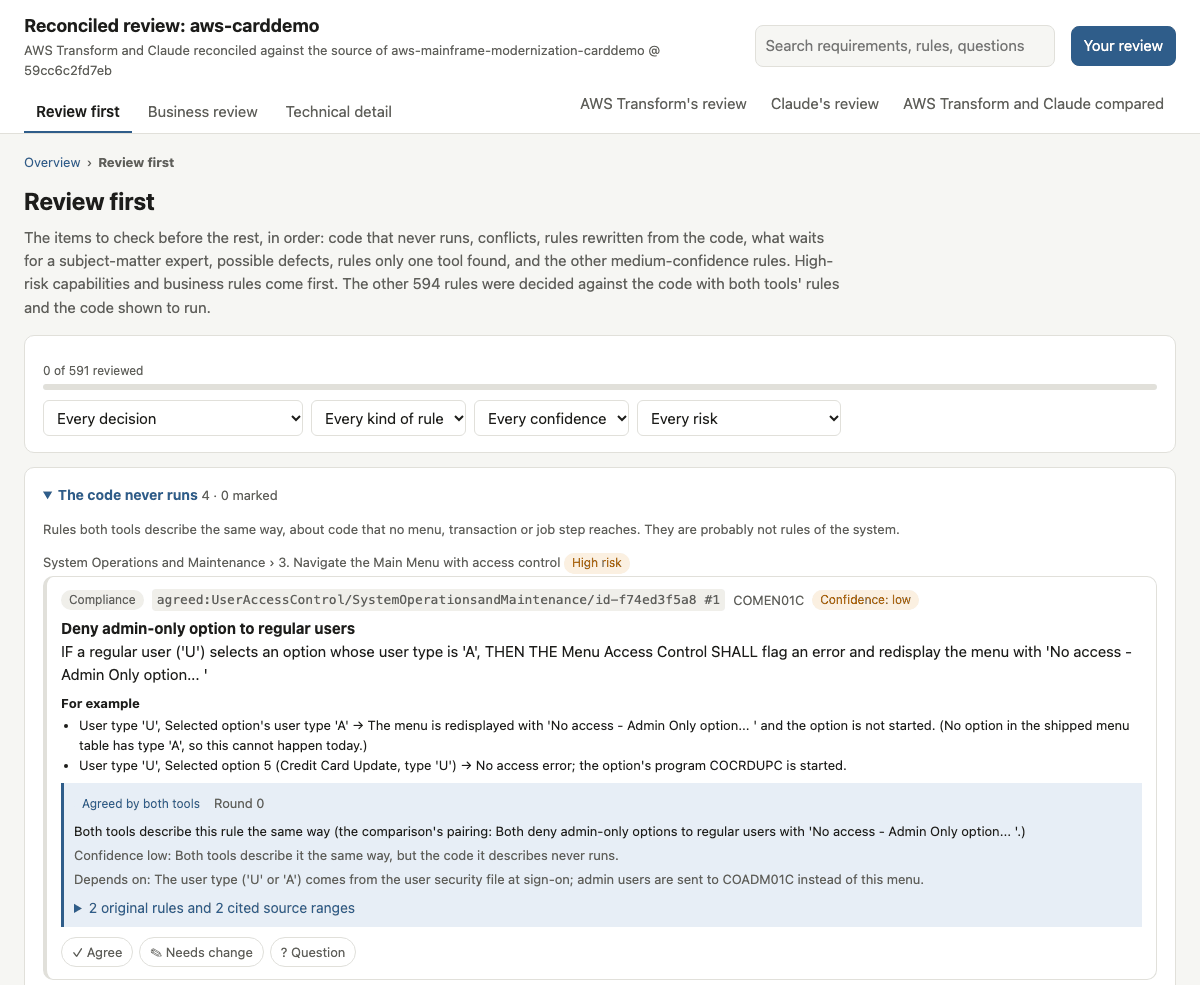 Reconciled review: aws-carddemo
AWS Transform and Claude reconciled against the source of aws-mainframe-modernization-carddemo @
59cc6c2fd7eb
Search requirements, rules, questions
Your review
Review first
Business review
Technical detail
AWS Transform's review
Claude's review
AWS Transform and Claude compared
Overview › Review first
Review first
The items to check before the rest, in order: code that never runs, conflicts, rules rewritten from the code, what waits
for a subject-matter expert, possible defects, rules only one tool found, and the other medium-confidence rules. High-
risk capabilities and business rules come first. The other 594 rules were decided against the code with both tools' rules
and the code shown to run.
0 of 591 reviewed
Every decision
Every kind of rule
Every confidence
Every risk
▼ The code never runs 4 · 0 marked
Rules both tools describe the same way, about code that no menu, transaction or job step reaches. They are probably not rules of the system.
System Operations and Maintenance › 3. Navigate the Main Menu with access control High risk
Compliance agreed:UserAccessControl/SystemOperationsandMaintenance/id-f74ed3f5a8 #1 COMEN01C Confidence: low
Deny admin-only option to regular users
IF a regular user ('U') selects an option whose user type is 'A', THEN THE Menu Access Control SHALL flag an error and redisplay the menu with 'No access -
Admin Only option... '
For example
• User type 'U', Selected option's user type 'A' → The menu is redisplayed with 'No access - Admin Only option... ' and the option is not started. (No option in the shipped menu
table has type 'A', so this cannot happen today.)
• User type 'U', Selected option 5 (Credit Card Update, type 'U') → No access error; the option's program COCRDUPC is started.
Agreed by both tools Round 0
Both tools describe this rule the same way (the comparison's pairing: Both deny admin-only options to regular users with 'No access - Admin Only option... '.)
Confidence low: Both tools describe it the same way, but the code it describes never runs.
Depends on: The user type ('U' or 'A') comes from the user security file at sign-on; admin users are sent to COADM01C instead of this menu.
▶ 2 original rules and 2 cited source ranges
✓ Agree
✎ Needs change
? Question